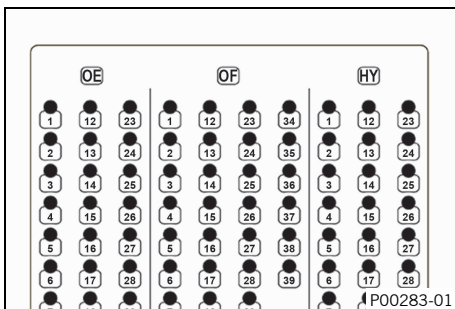 OE OF HY
1 12 23 1 12 23 34 1 12 23
2 13 24 2 13 24 35 2 13 24
3 14 25 3 14 25 36 3 14 25
4 15 26 4 15 26 37 4 15 26
5 16 27 5 16 27 38 5 16 27
6 17 28 6 17 28 39 6 17 28
P00283-01